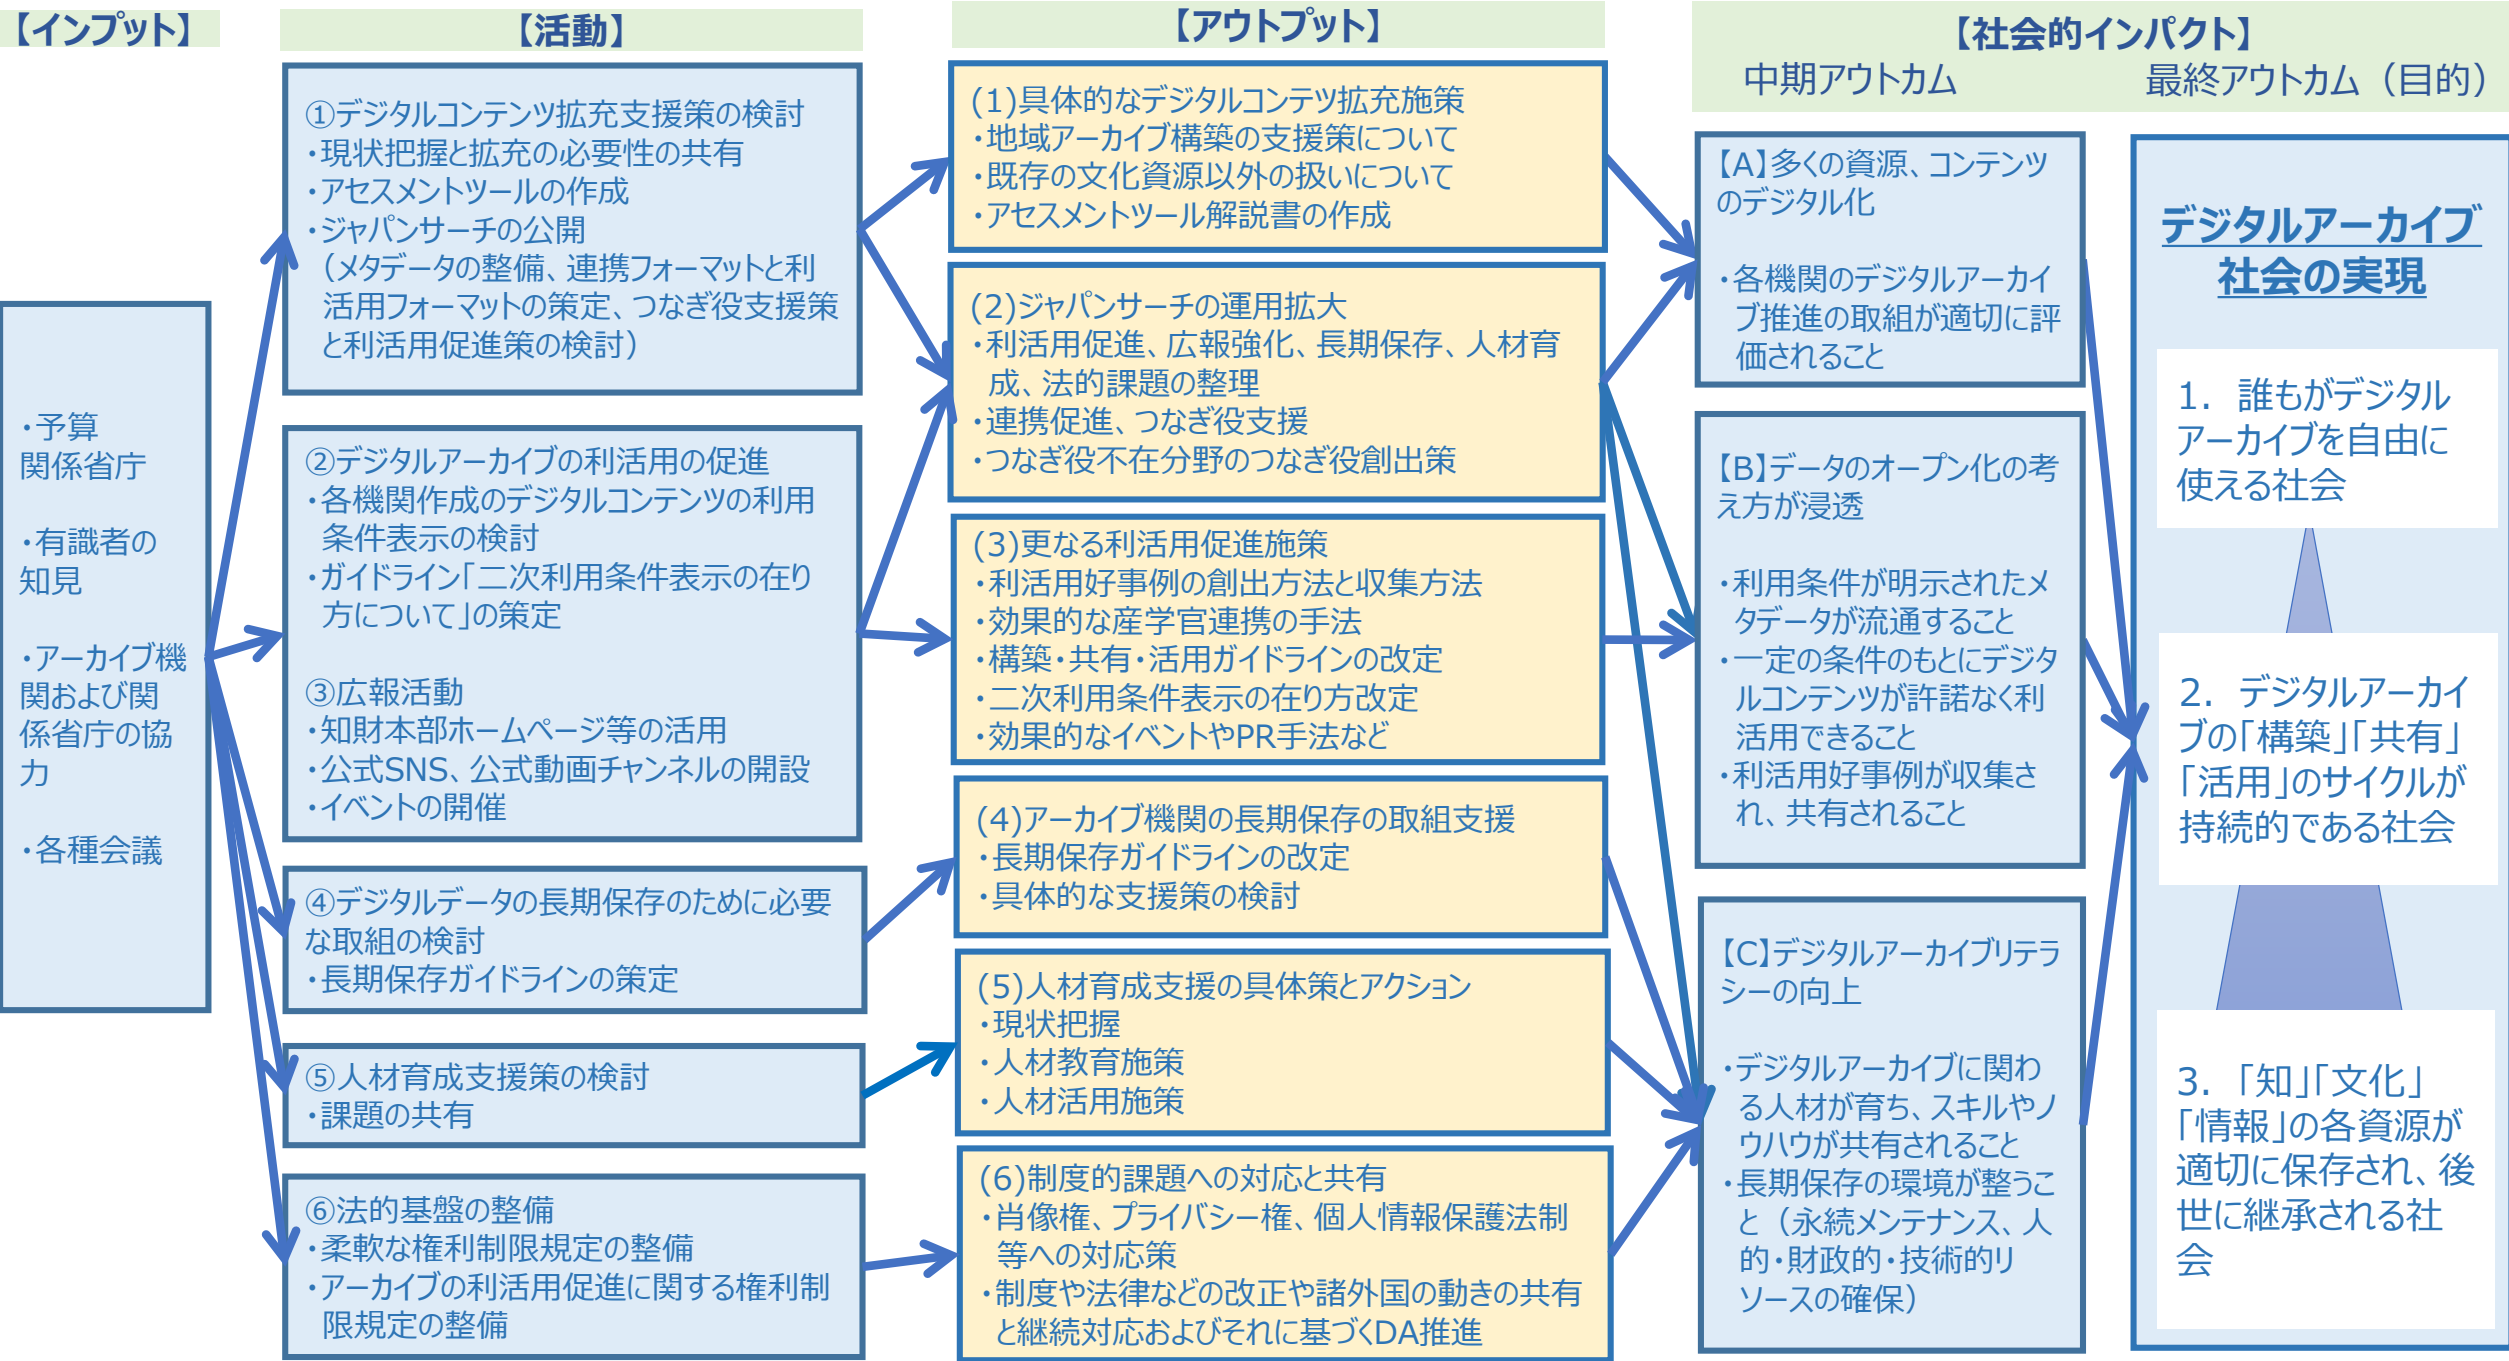 【インプット】
・予算
関係省庁
・有識者の
知見
・アーカイブ機
関および関
係省庁の協
力
・各種会議
【活動】
①デジタルコンテンツ拡充支援策の検討
・現状把握と拡充の必要性の共有
・アセスメントツールの作成
・ジャパンサーチの公開
（メタデータの整備、連携フォーマットと利
活用フォーマットの策定、つなぎ役支援策
と利活用促進策の検討）
②デジタルアーカイブの利活用の促進
・各機関作成のデジタルコンテンツの利用
条件表示の検討
・ガイドライン「二次利用条件表示の在り
方について」の策定
③広報活動
・知財本部ホームページ等の活用
・公式SNS、公式動画チャンネルの開設
・イベントの開催
④デジタルデータの長期保存のために必要
な取組の検討
・長期保存ガイドラインの策定
⑤人材育成支援策の検討
・課題の共有
⑥法的基盤の整備
・柔軟な権利制限規定の整備
・アーカイブの利活用促進に関する権利制
限規定の整備
【アウトプット】
(1)具体的なデジタルコンテツ拡充施策
・地域アーカイブ構築の支援策について
・既存の文化資源以外の扱いについて
・アセスメントツール解説書の作成
(2)ジャパンサーチの運用拡大
・利活用促進、広報強化、長期保存、人材育
成、法的課題の整理
・連携促進、つなぎ役支援
・つなぎ役不在分野のつなぎ役創出策
(3)更なる利活用促進施策
・利活用好事例の創出方法と収集方法
・効果的な産学官連携の手法
・構築・共有・活用ガイドラインの改定
・二次利用条件表示の在り方改定
・効果的なイベントやPR手法など
(4)アーカイブ機関の長期保存の取組支援
・長期保存ガイドラインの改定
・具体的な支援策の検討
(5)人材育成支援の具体策とアクション
・現状把握
・人材教育施策
・人材活用施策
(6)制度的課題への対応と共有
・肖像権、プライバシー権、個人情報保護法制
等への対応策
・制度や法律などの改正や諸外国の動きの共有
と継続対応およびそれに基づくDA推進
【社会的インパクト】
中期アウトカム
最終アウトカム（目的）
【A】多くの資源、コンテンツ
のデジタル化
・各機関のデジタルアーカイ
ブ推進の取組が適切に評
価されること
【B】データのオープン化の考
え方が浸透
・利用条件が明示されたメ
タデータが流通すること
・一定の条件のもとにデジタ
ルコンテンツが許諾なく利
活用できること
・利活用好事例が収集さ
れ、共有されること
【C】デジタルアーカイブリテラ
シーの向上
・デジタルアーカイブに関わ
る人材が育ち、スキルやノ
ウハウが共有されること
・長期保存の環境が整うこ
と（永続メンテナンス、人
的・財政的・技術的リ
ソースの確保）
デジタルアーカイブ
社会の実現
1．誰もがデジタル
アーカイブを自由に
使える社会
2．デジタルアーカイ
ブの「構築」「共有」
「活用」のサイクルが
持続的である社会
3．「知」「文化」
「情報」の各資源が
適切に保存され、後
世に継承される社
会